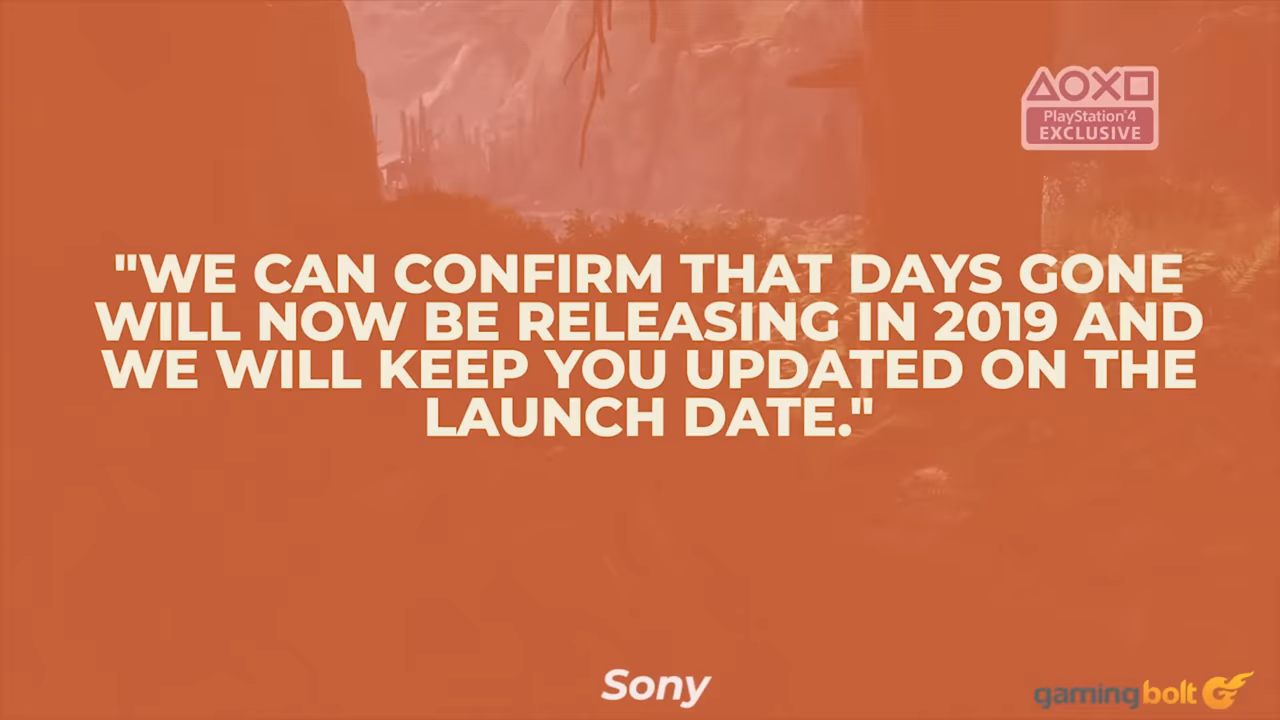 PlayStation®4
EXCLUSIVE
"WE CAN CONFIRM THAT DAYS GONE
WILL NOW BE RELEASING IN 2019 AND
WE WILL KEEP YOU UPDATED ON THE
LAUNCH DATE."
Sony
gamingbolt